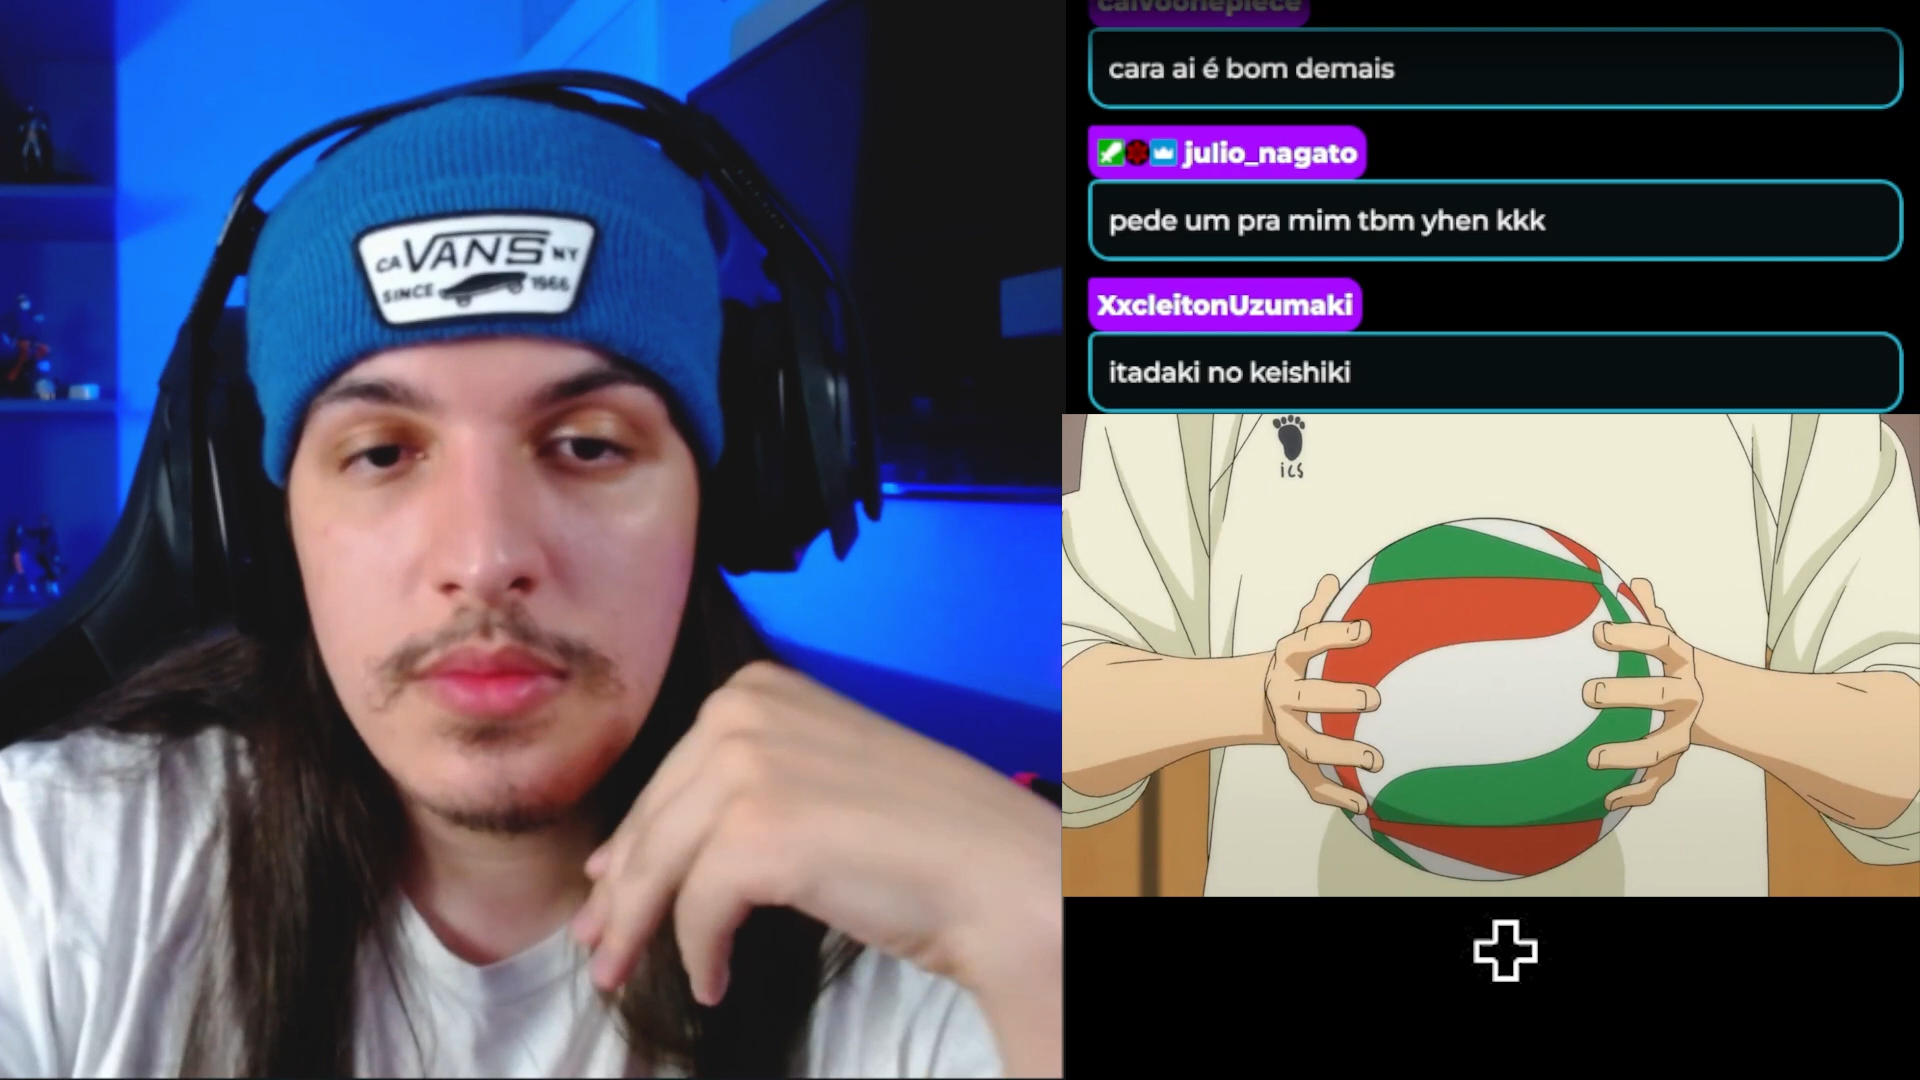 calvoonepiece
cara ai é bom demais
julio_nagato
pede um pra mim tbm yhen kkk
XxcleitonUzumaki
itadaki no keishiki
CA VANS NY
SINCE 1966
ics